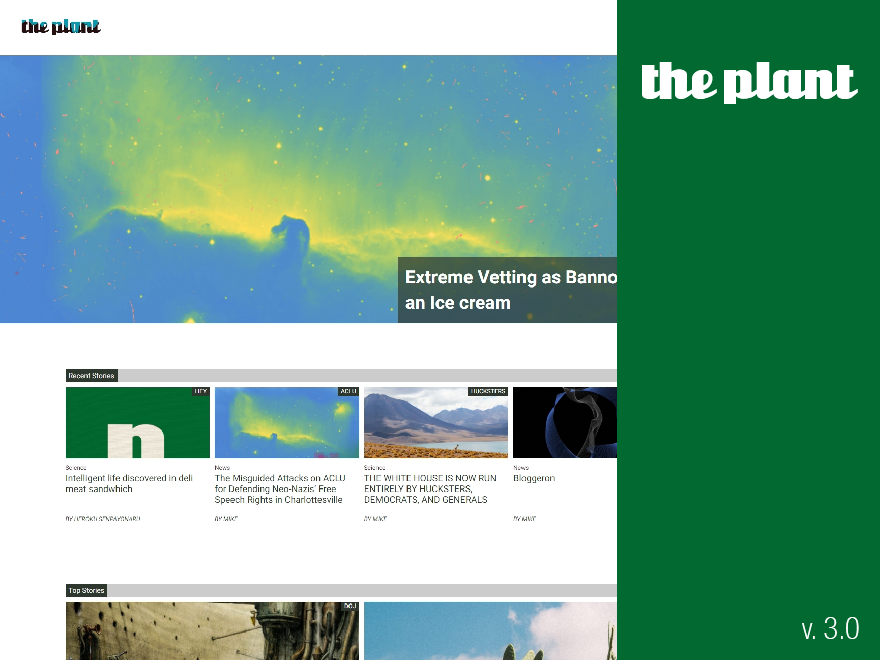 the plant
the plant
Extreme Vetting as Banno
an Ice cream
Recent Stories
HEY
ACLU
HUCKSTERS
Science
Intelligent life discovered in deli
meat sandwhich
BY HEROKU SENPAYONARU
News
The Misguided Attacks on ACLU
for Defending Neo-Nazis' Free
Speech Rights in Charlottesville
BY MIKE
Science
THE WHITE HOUSE IS NOW RUN
ENTIRELY BY HUCKSTERS,
DEMOCRATS, AND GENERALS
BY MIKE
News
Bloggeron
BY MIKE
Top Stories
DOJ
v. 3.0